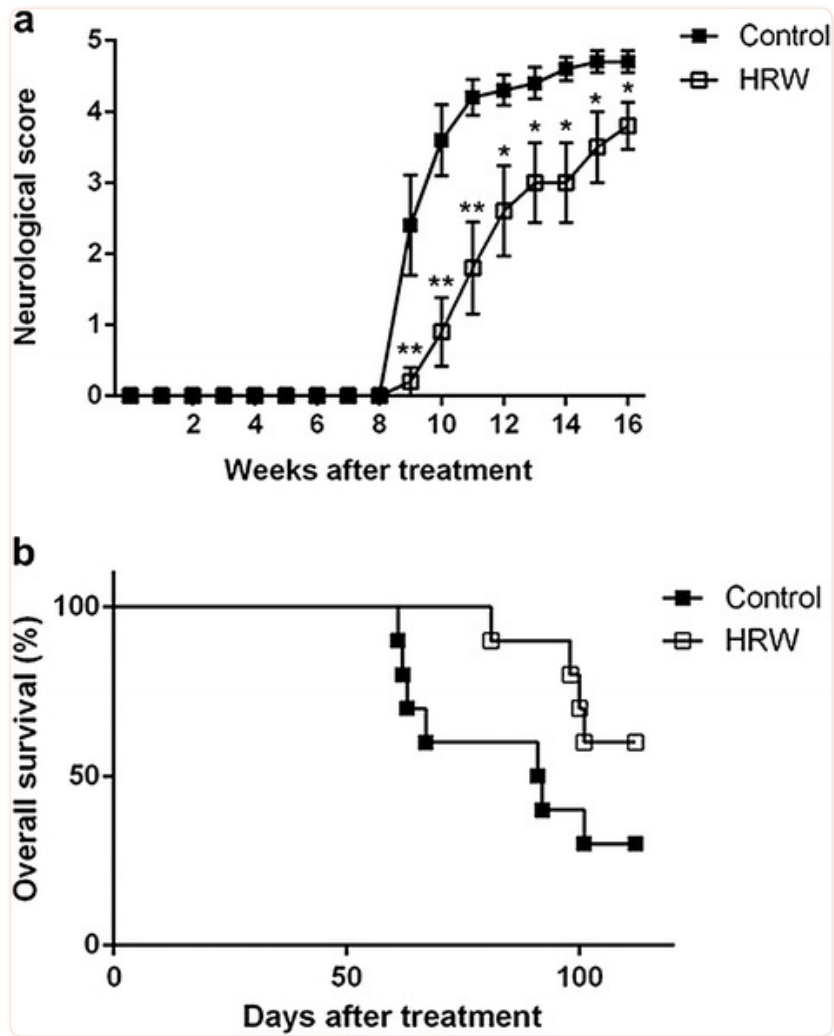 a
Control
HRW
Neurological score
5
4
3
2
1
0
**
**
**
*
*
*
*
*
2 4 6 8 10 12 14 16
Weeks after treatment
b
Control
HRW
Overall survival (%)
100
50
0
0 50 100
Days after treatment